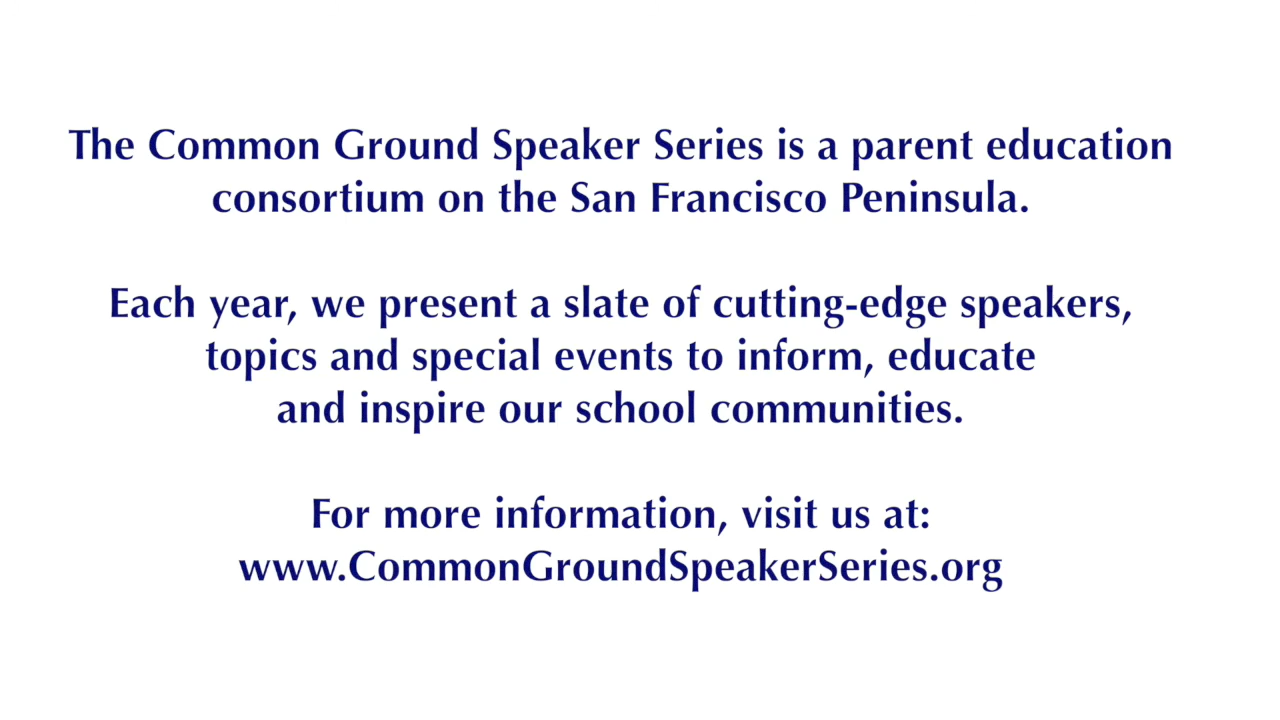 The Common Ground Speaker Series is a parent education
consortium on the San Francisco Peninsula.
Each year, we present a slate of cutting-edge speakers,
topics and special events to inform, educate
and inspire our school communities.
For more information, visit us at:
www.CommonGroundSpeakerSeries.org